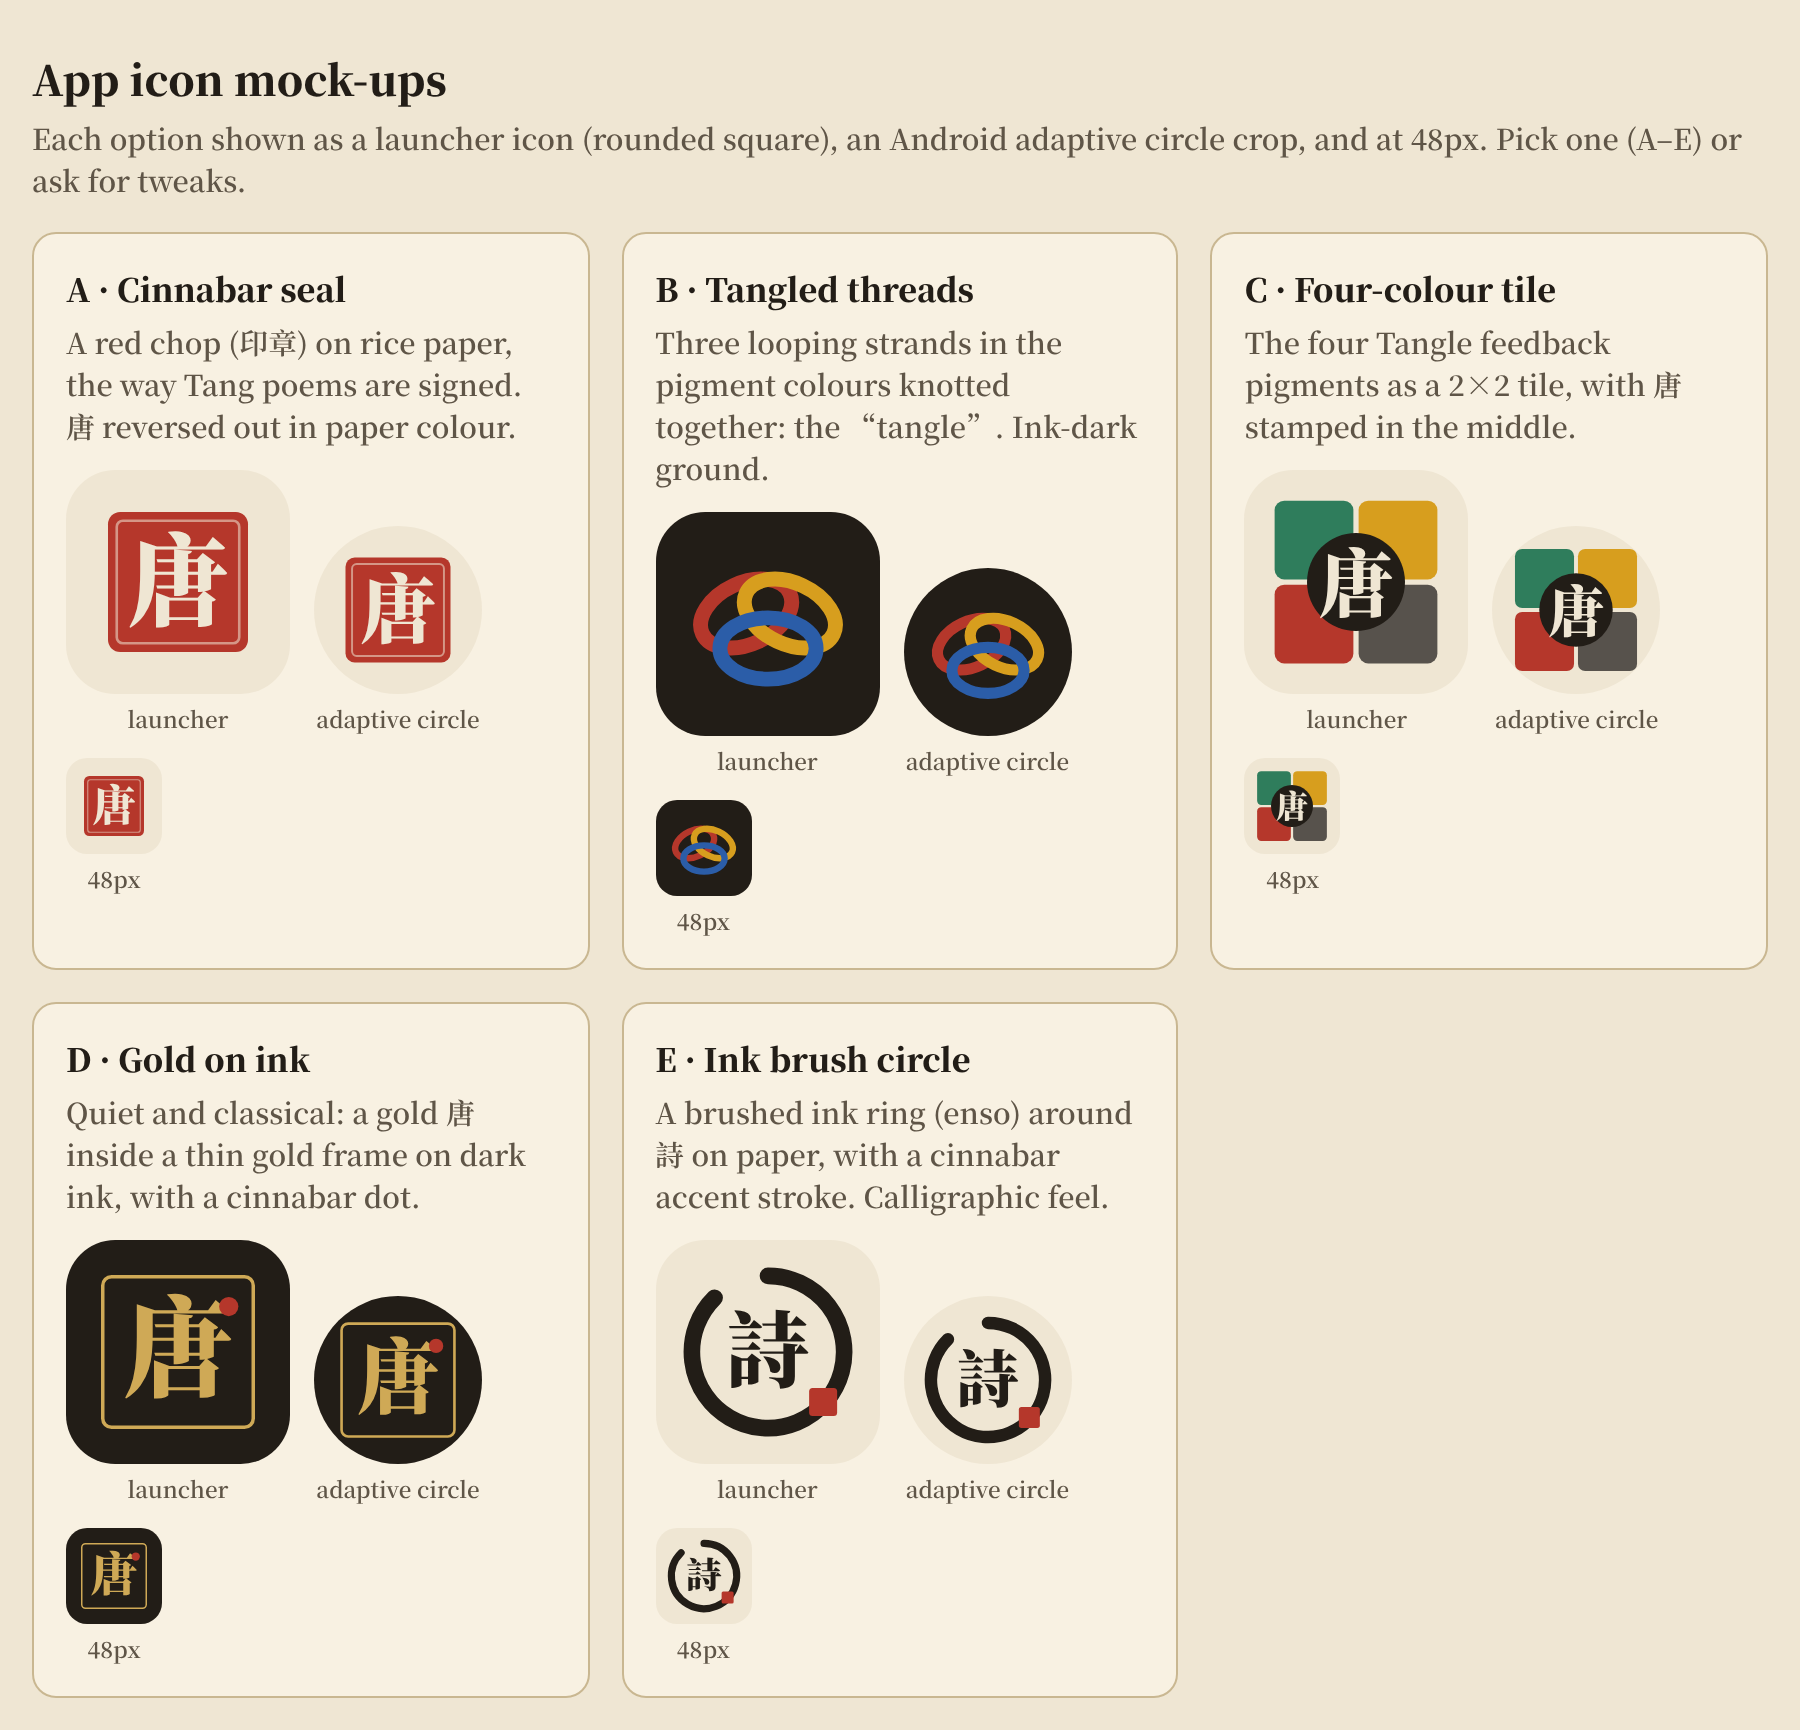 App icon mock-ups
Each option shown as a launcher icon (rounded square), an Android adaptive circle crop, and at 48px. Pick one (A–E) or
ask for tweaks.
A · Cinnabar seal
A red chop (印章) on rice paper,
the way Tang poems are signed.
唐 reversed out in paper colour.
唐
唐
launcher
adaptive circle
唐
48px
B · Tangled threads
Three looping strands in the
pigment colours knotted
together: the “tangle”. Ink-dark
ground.
launcher
adaptive circle
48px
C · Four-colour tile
The four Tangle feedback
pigments as a 2×2 tile, with 唐
stamped in the middle.
唐
唐
launcher
adaptive circle
唐
48px
D · Gold on ink
Quiet and classical: a gold 唐
inside a thin gold frame on dark
ink, with a cinnabar dot.
唐
唐
launcher
adaptive circle
唐
48px
E · Ink brush circle
A brushed ink ring (enso) around
詩 on paper, with a cinnabar
accent stroke. Calligraphic feel.
詩
詩
launcher
adaptive circle
詩
48px